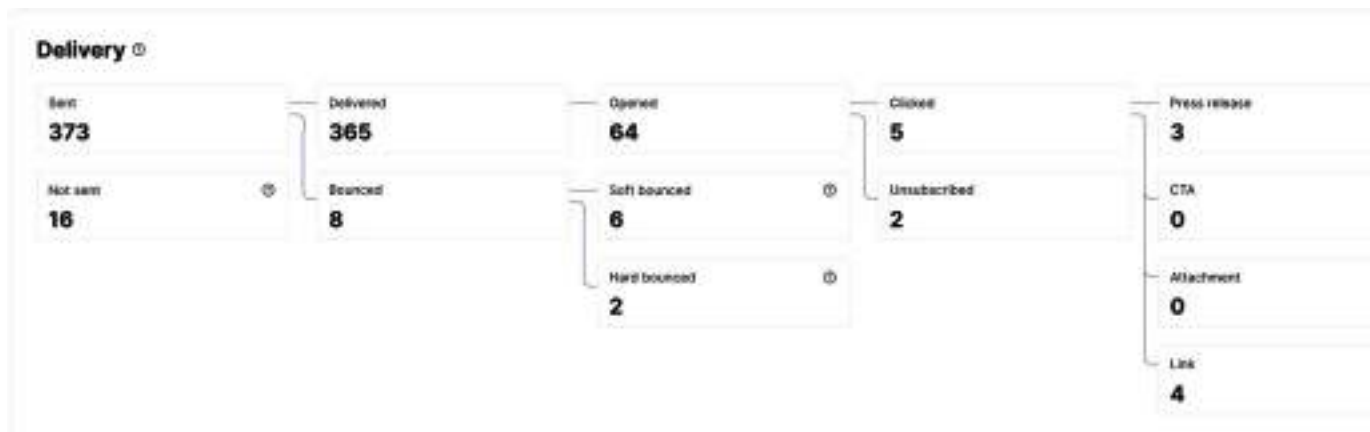 Delivery
Sent
373
Delivered
365
Opened
64
Clicked
5
Press release
3
Not sent
16
Bounced
8
Soft bounced
6
Unsubscribed
2
CTA
0
Hard bounced
2
Attachment
0
Link
4